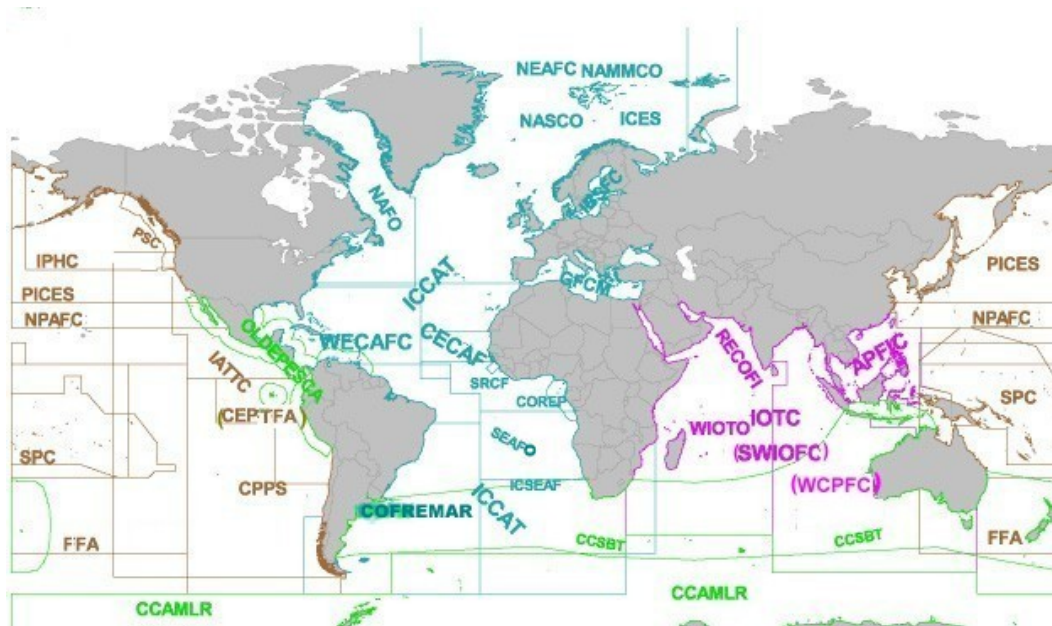 NEAFC NAMMCO
NASCO
ICES
NAFO
IBSFC
PSC
IPHC
PICES
PICES
NPAFC
NPAFC
ICCAT
GFCM
OLDEPESCA
WECAFC
CECAF
SRCF
COREP
RECOFI
APFIC
IATTC
(CEPTFA)
SPC
SPC
WIOTO
IOTC
(SWIOFC)
(WCPFC)
SEAFO
ICSEAF
ICCAT
CPPS
COFREMAR
FFA
FFA
CCSBT
CCSBT
CCAMLR
CCAMLR